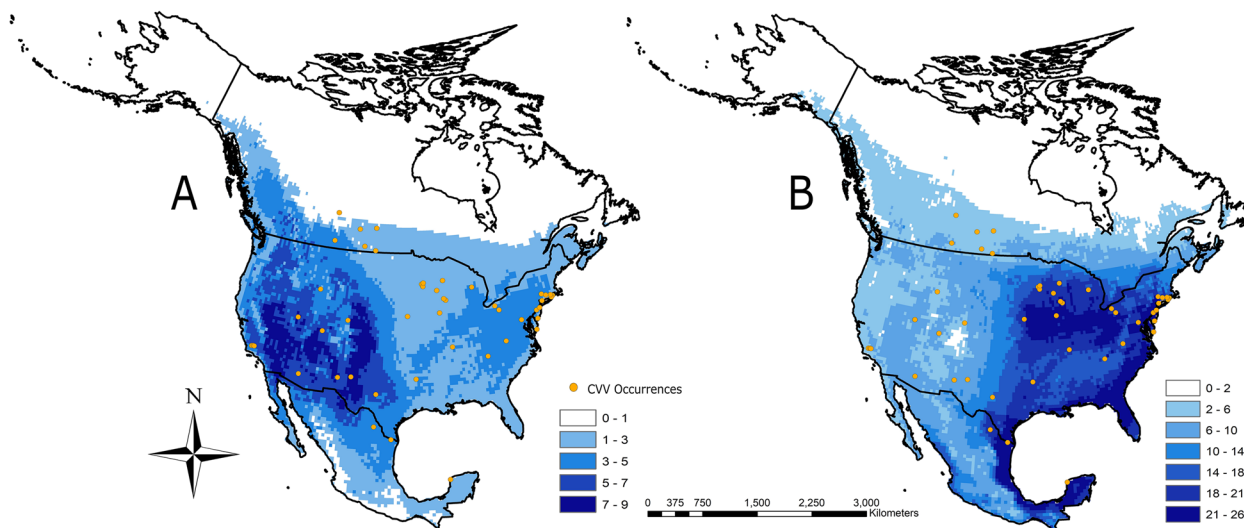 A
B
N
CVV Occurrences
0 - 1
1 - 3
3 - 5
5 - 7
7 - 9
0 375 750 1,500 2,250 3,000
Kilometers
0 - 2
2 - 6
6 - 10
10 - 14
14 - 18
18 - 21
21 - 26